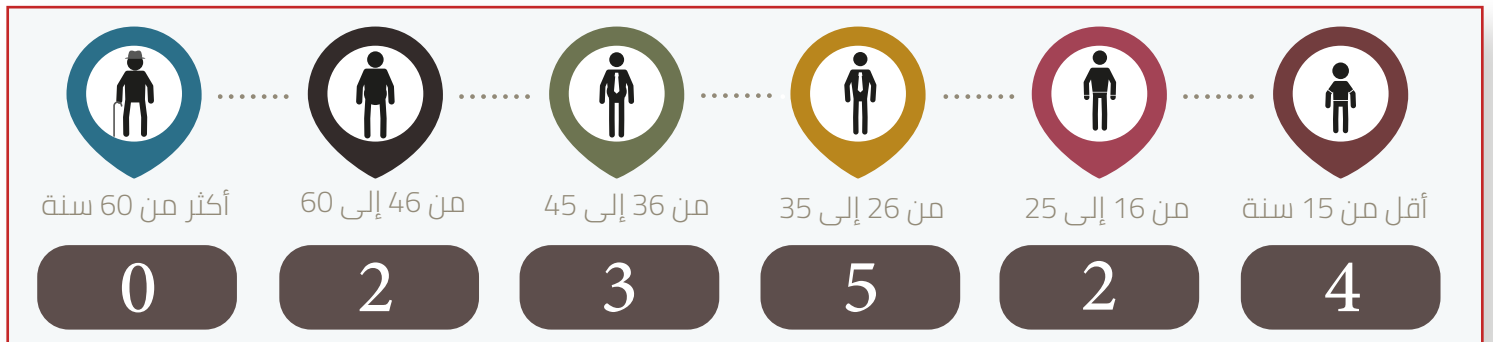 أقل من 15 سنة
من 16 إلى 25
من 26 إلى 35
من 36 إلى 45
من 46 إلى 60
أكثر من 60 سنة
4
2
5
3
2
0